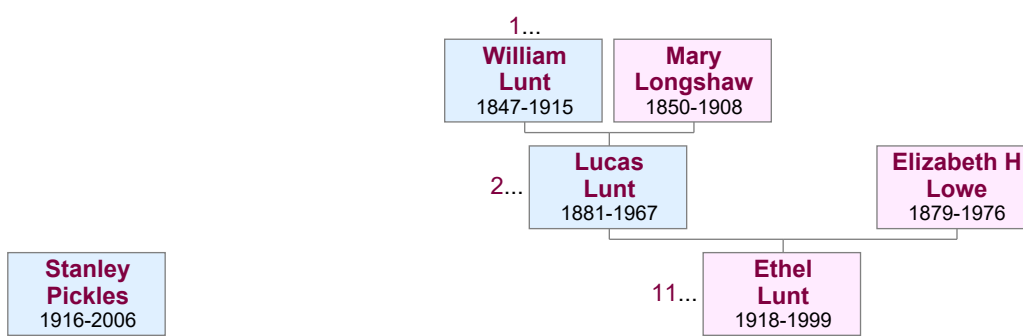 1...
William
Lunt
1847-1915
Mary
Longshaw
1850-1908
2...
Lucas
Lunt
1881-1967
Elizabeth H
Lowe
1879-1976
Stanley
Pickles
1916-2006
11...
Ethel
Lunt
1918-1999